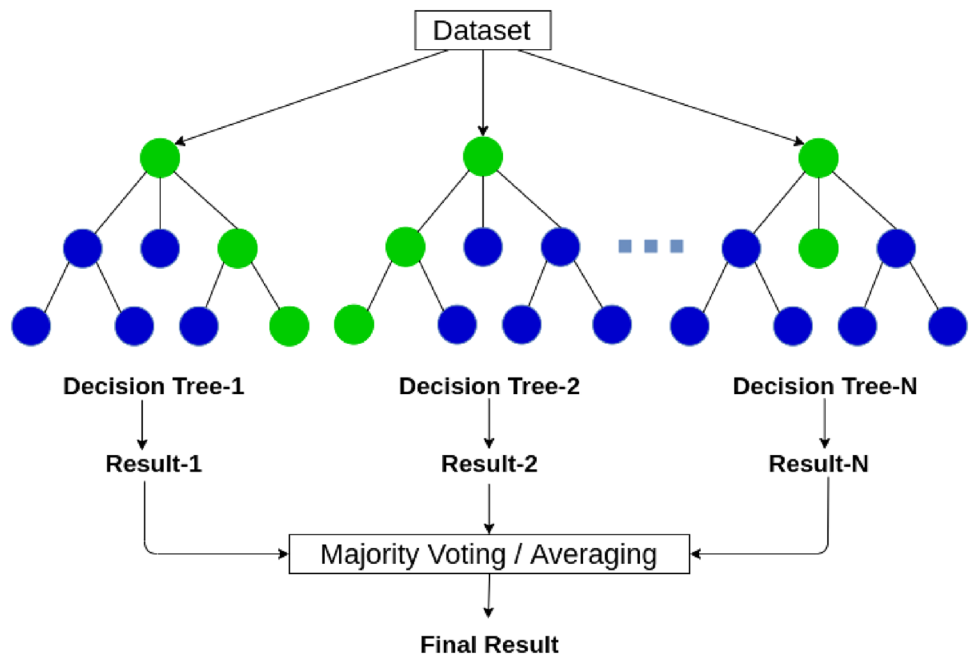 Dataset
Decision Tree-1
Decision Tree-2
Decision Tree-N
Result-1
Result-2
Result-N
Majority Voting / Averaging
Final Result